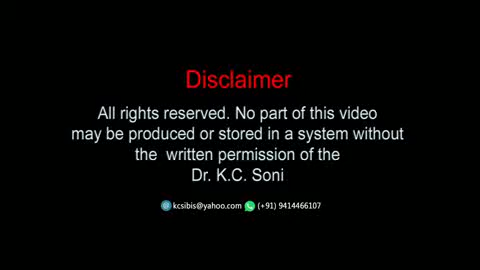 Disclaimer
All rights reserved. No part of this video
may be produced or stored in a system without
the written permission of the
Dr. K.C. Soni
kcsibis@yahoo.com (+91) 9414466107